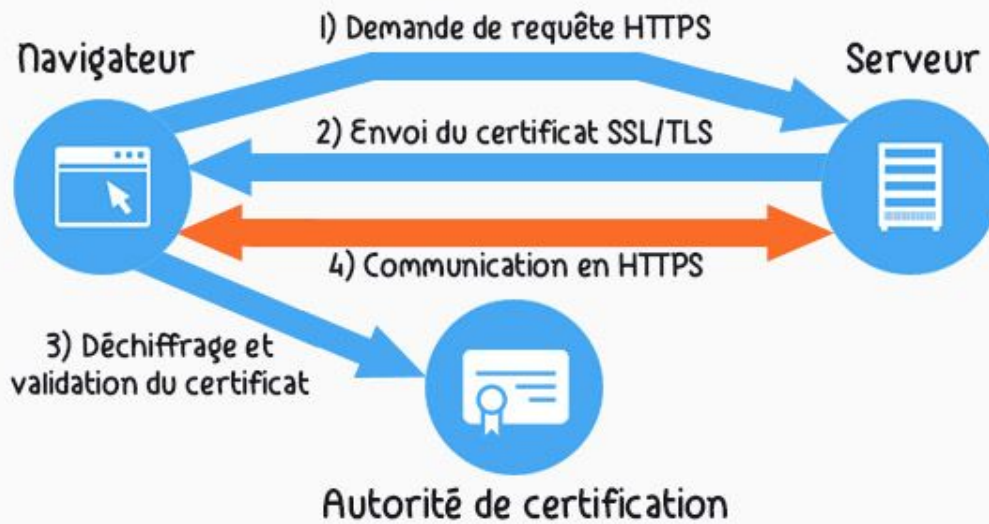 1) Demande de requête HTTPS
Navigateur
Serveur
2) Envoi du certificat SSL/TLS
4) Communication en HTTPS
3) Déchiffrage et
validation du certificat
Autorité de certification